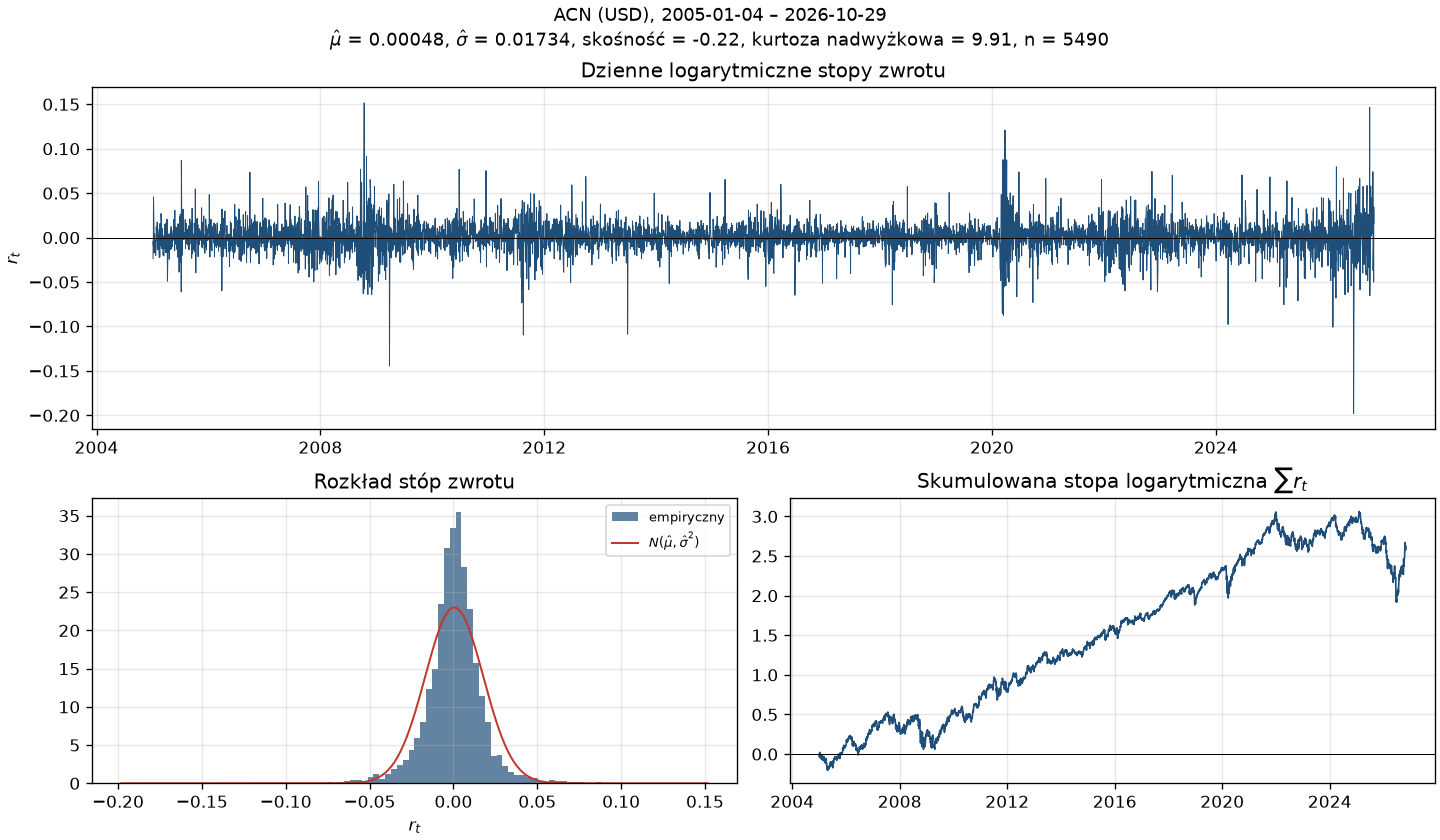 ACN (USD), 2005-01-04 – 2026-10-29
μ̂ = 0.00048, σ̂ = 0.01734, skośność = -0.22, kurtoza nadwyżkowa = 9.91, n = 5490
Dzienne logarytmiczne stopy zwrotu
0.15
0.10
0.05
0.00
−0.05
−0.10
−0.15
−0.20
r_t
2004 2008 2012 2016 2020 2024
Rozkład stóp zwrotu
35
30
25
20
15
10
5
0
empiryczny
N(μ̂, σ̂²)
−0.20 −0.15 −0.10 −0.05 0.00 0.05 0.10 0.15
r_t
Skumulowana stopa logarytmiczna ∑r_t
3.0
2.5
2.0
1.5
1.0
0.5
0.0
2004 2008 2012 2016 2020 2024